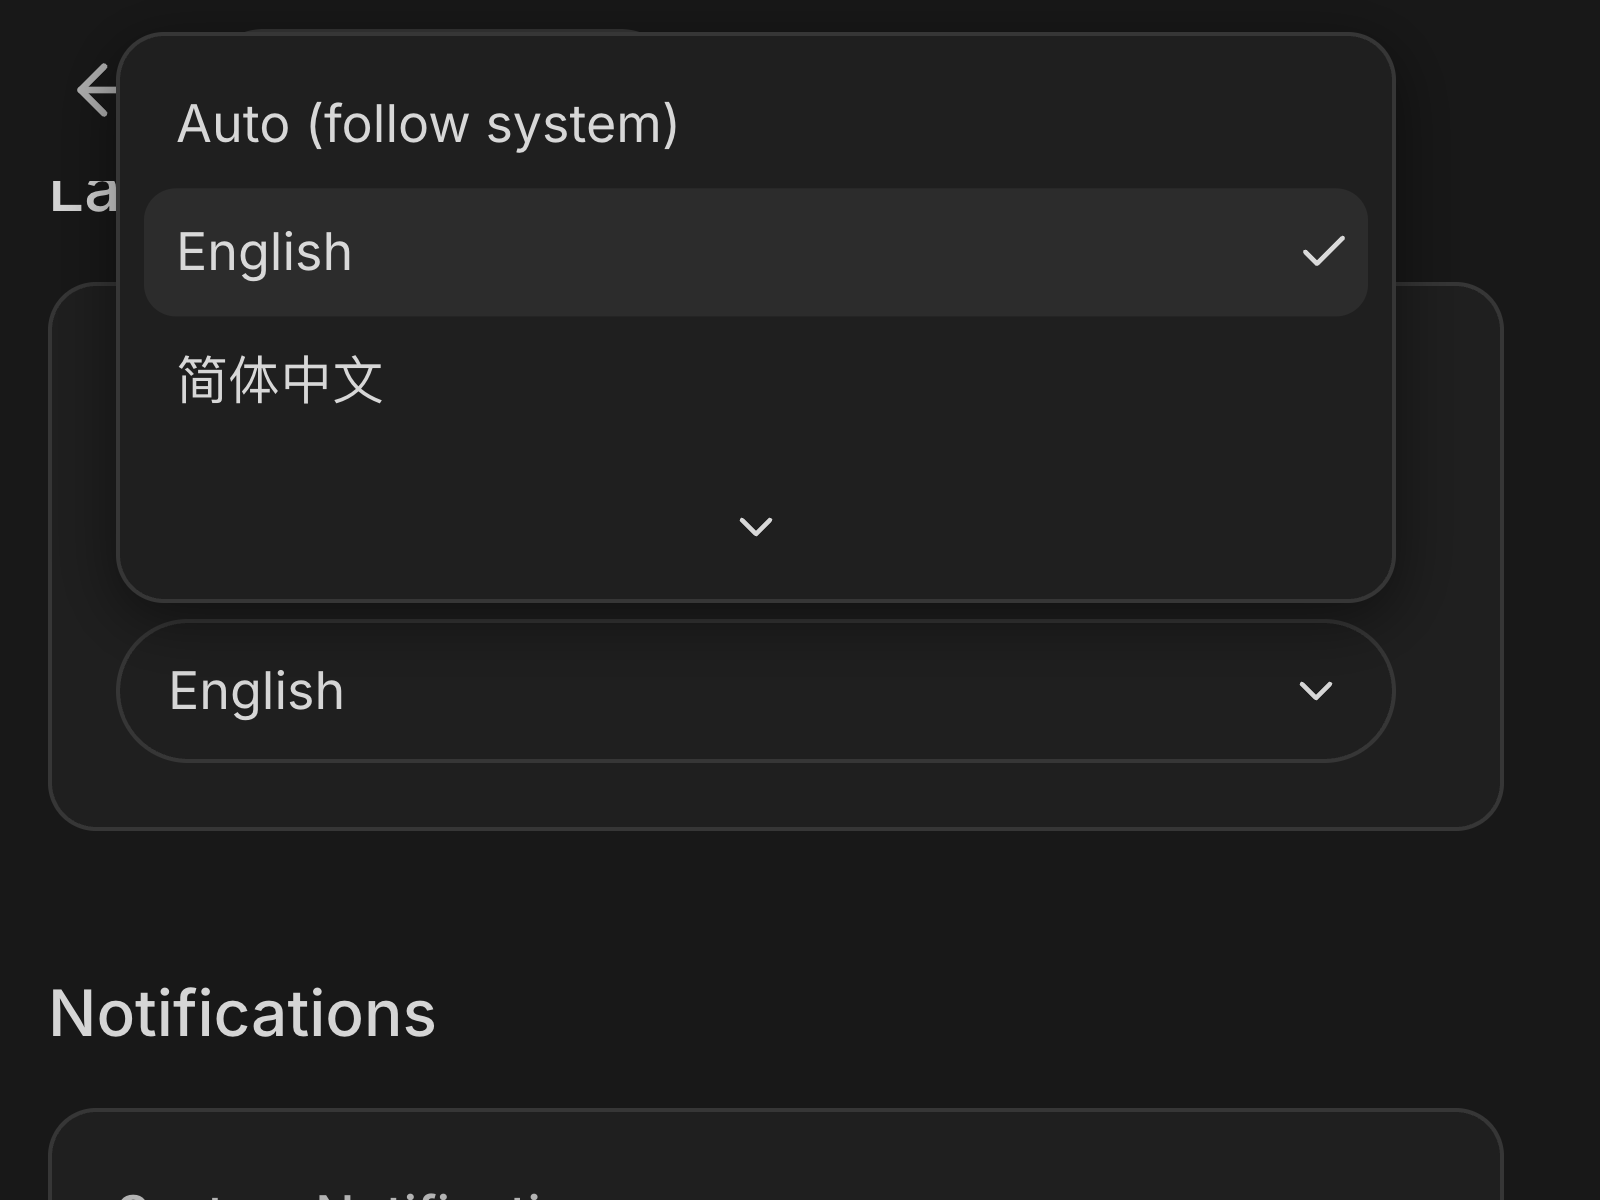 Auto (follow system)
English
简体中文
English
Notifications